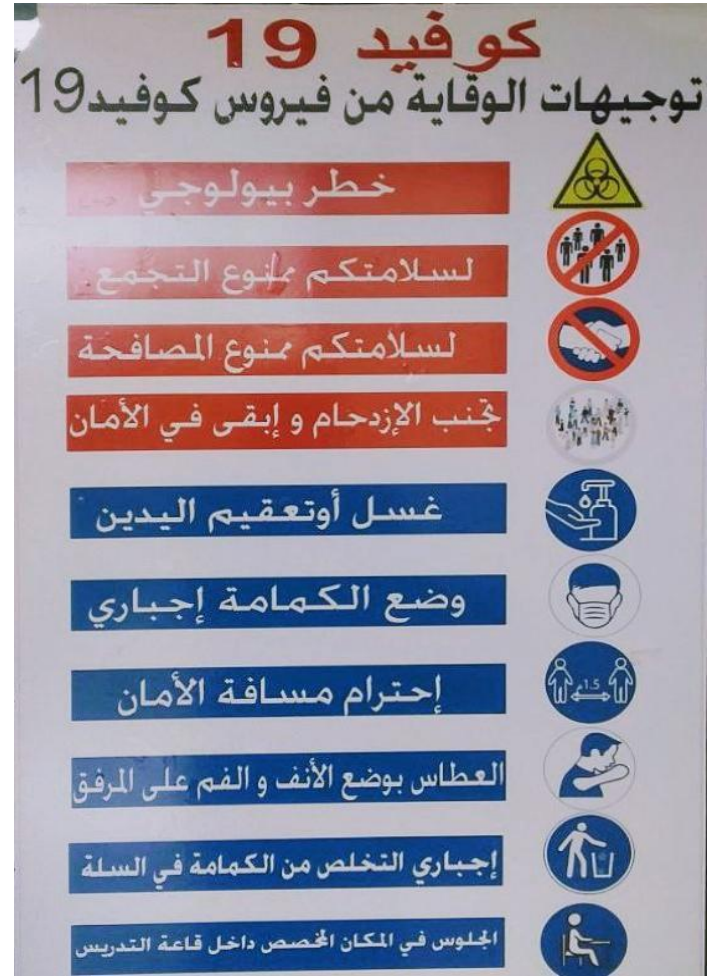 كوفيد 19
توجيهات الوقاية من فيروس كوفيد19
خطر بيولوجي
لسلامتكم ممنوع التجمع
لسلامتكم ممنوع المصافحة
تجنب الإزدحام و إبقى في الأمان
غسل أوتعقيم اليدين
وضع الكمامة إجباري
إحترام مسافة الأمان
1.5م
العطاس بوضع الأنف و الفم على المرفق
إجباري التخلص من الكمامة في السلة
الجلوس في المكان المخصص داخل قاعة التدريس